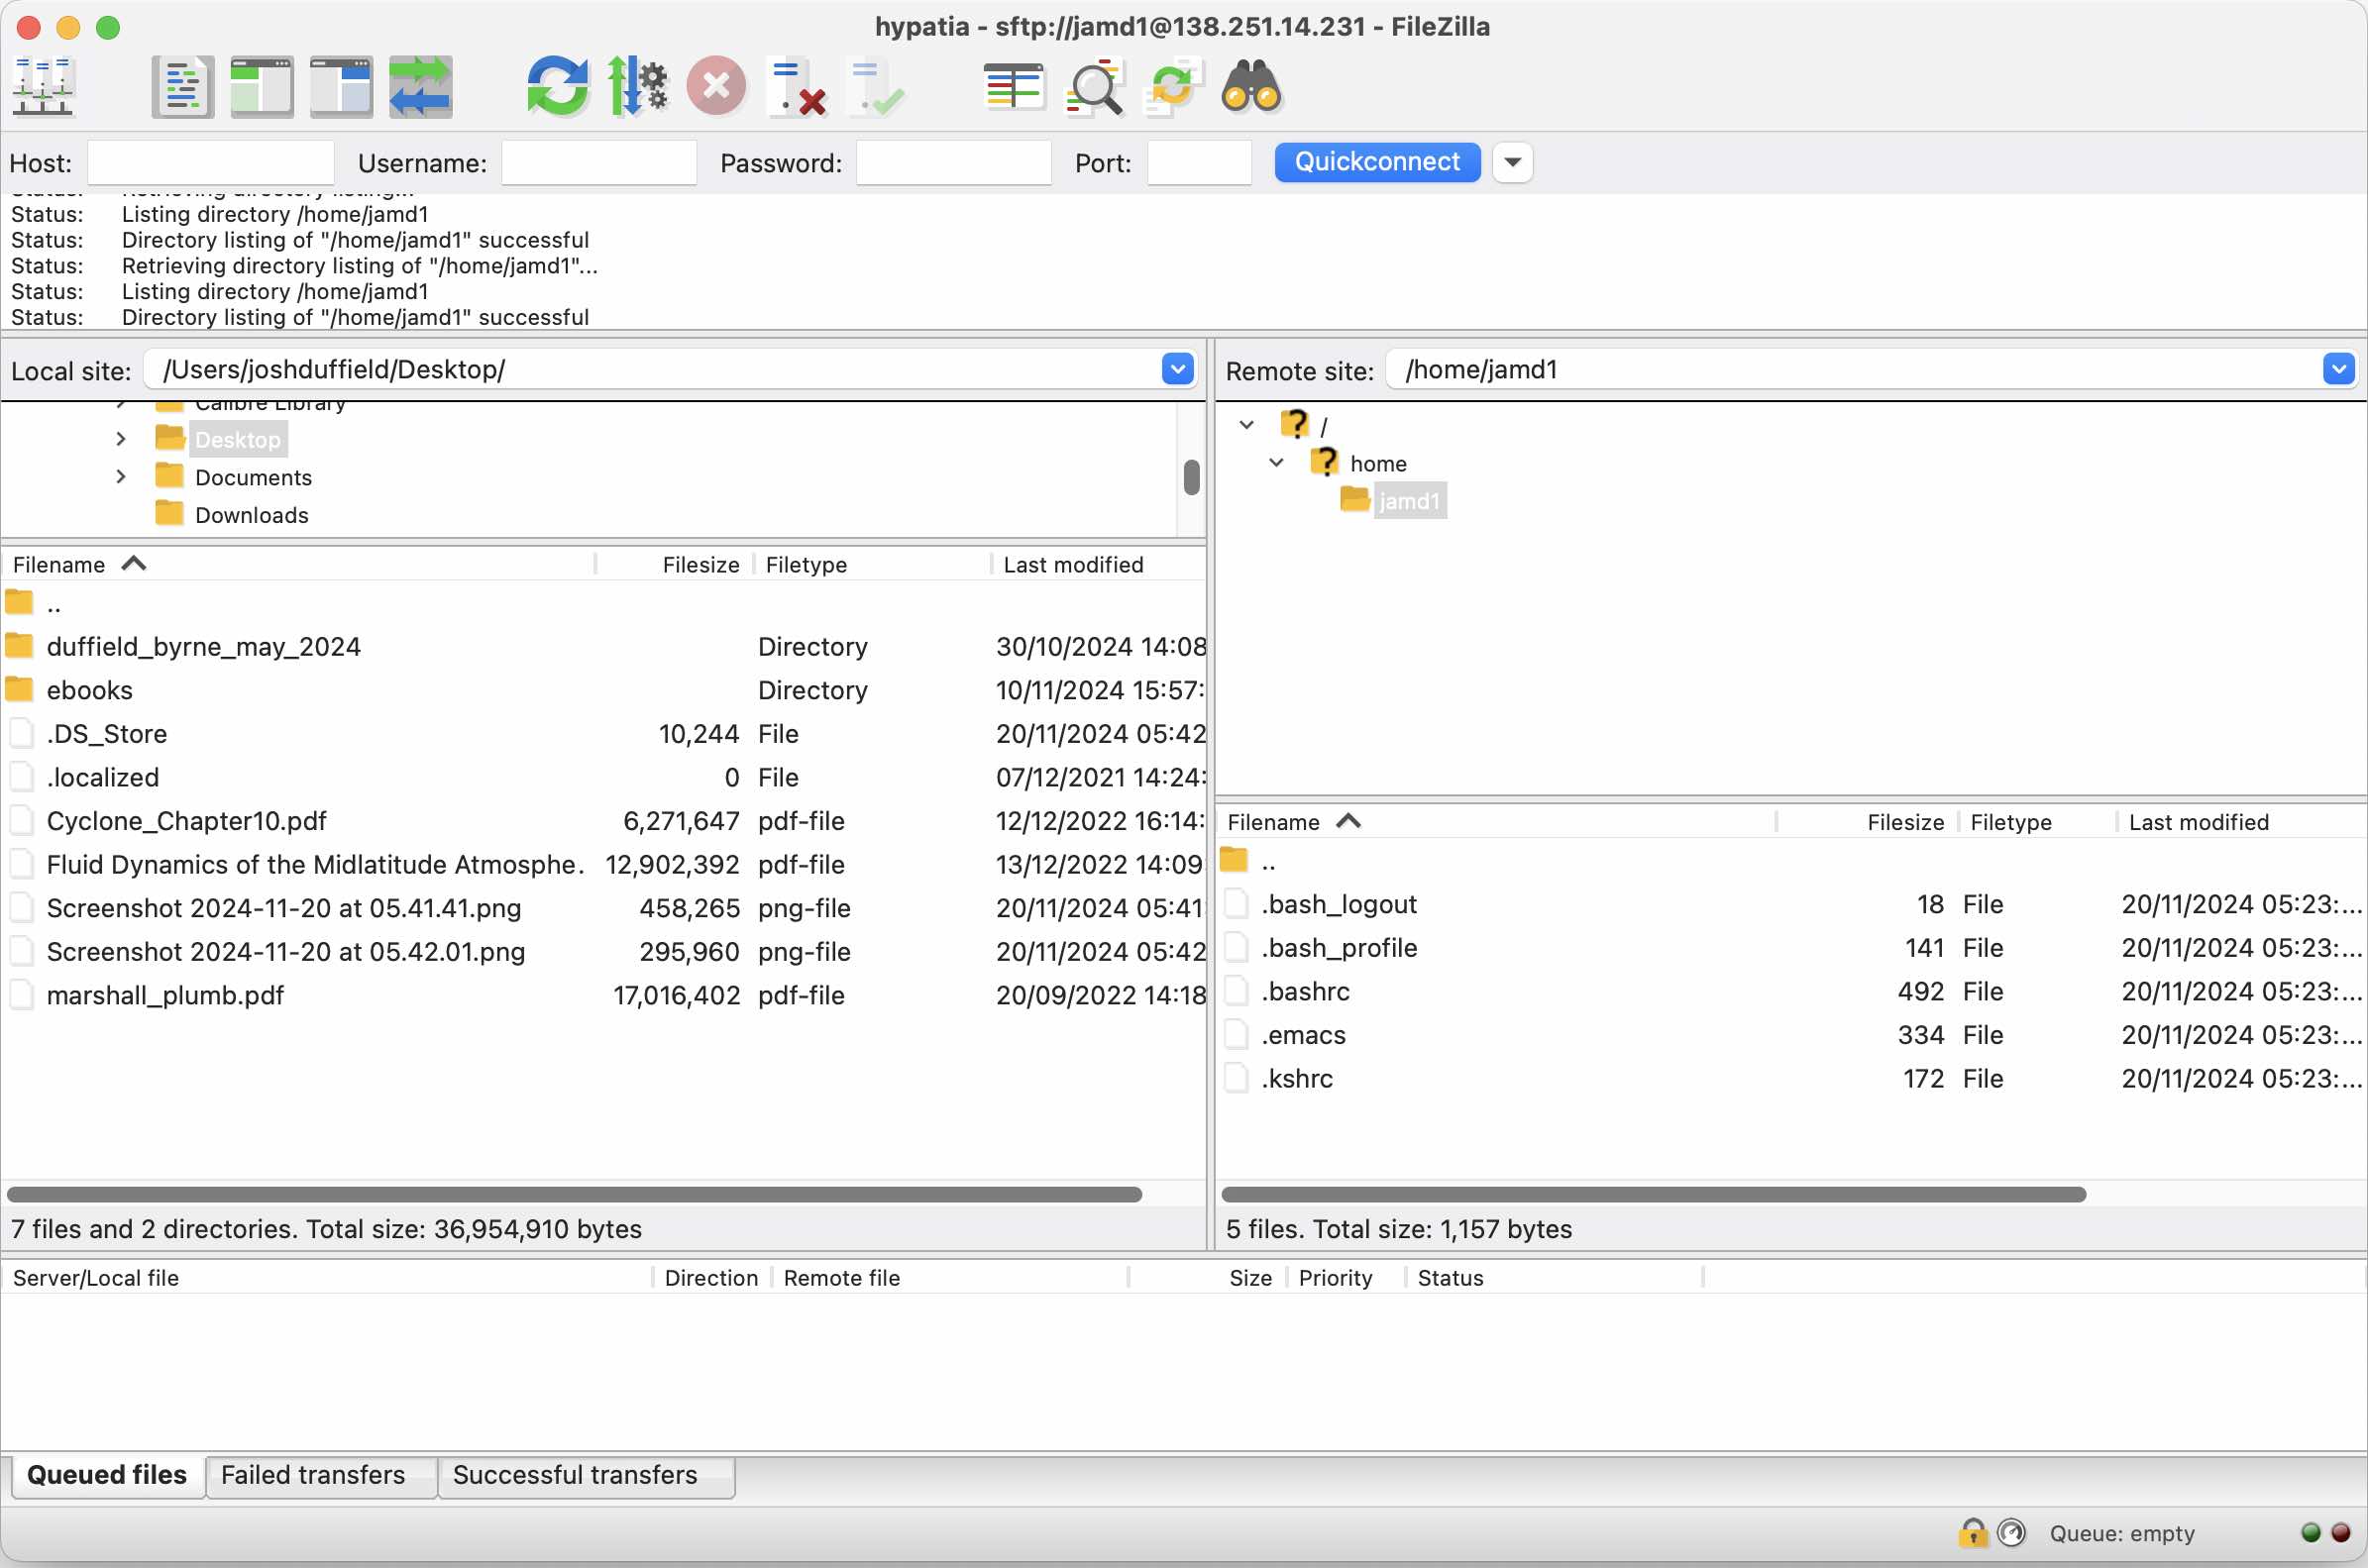 hypatia - sftp://jamd1@138.251.14.231 - FileZilla
Host: Username: Password: Port: Quickconnect
Status: Retrieving directory listing...
Status: Listing directory /home/jamd1
Status: Directory listing of "/home/jamd1" successful
Status: Retrieving directory listing of "/home/jamd1"...
Status: Listing directory /home/jamd1
Status: Directory listing of "/home/jamd1" successful
Local site: /Users/joshduffield/Desktop/
Calibre Library
Desktop
Documents
Downloads
Filename Filesize Filetype Last modified
..
duffield_byrne_may_2024 Directory 30/10/2024 14:08
ebooks Directory 10/11/2024 15:57:
.DS_Store 10,244 File 20/11/2024 05:42
.localized 0 File 07/12/2021 14:24:
Cyclone_Chapter10.pdf 6,271,647 pdf-file 12/12/2022 16:14:
Fluid Dynamics of the Midlatitude Atmosphe. 12,902,392 pdf-file 13/12/2022 14:09:
Screenshot 2024-11-20 at 05.41.41.png 458,265 png-file 20/11/2024 05:41:
Screenshot 2024-11-20 at 05.42.01.png 295,960 png-file 20/11/2024 05:42
marshall_plumb.pdf 17,016,402 pdf-file 20/09/2022 14:18
7 files and 2 directories. Total size: 36,954,910 bytes
Remote site: /home/jamd1
/
home
jamd1
Filename Filesize Filetype Last modified
..
.bash_logout 18 File 20/11/2024 05:23:...
.bash_profile 141 File 20/11/2024 05:23:...
.bashrc 492 File 20/11/2024 05:23:...
.emacs 334 File 20/11/2024 05:23:...
.kshrc 172 File 20/11/2024 05:23:...
5 files. Total size: 1,157 bytes
Server/Local file Direction Remote file Size Priority Status
Queued files Failed transfers Successful transfers
Queue: empty